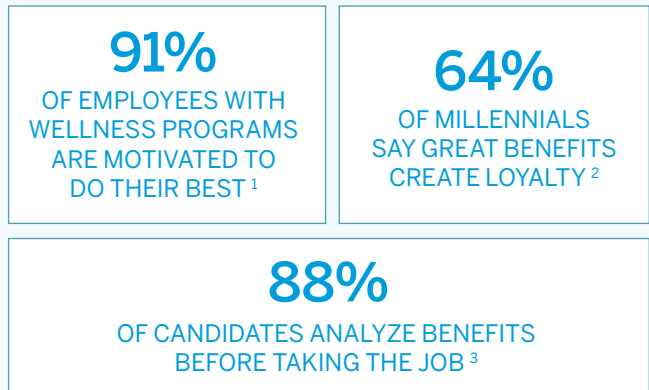 91%
OF EMPLOYEES WITH
WELLNESS PROGRAMS
ARE MOTIVATED TO
DO THEIR BEST 1
64%
OF MILLENNIALS
SAY GREAT BENEFITS
CREATE LOYALTY 2
88%
OF CANDIDATES ANALYZE BENEFITS
BEFORE TAKING THE JOB 3